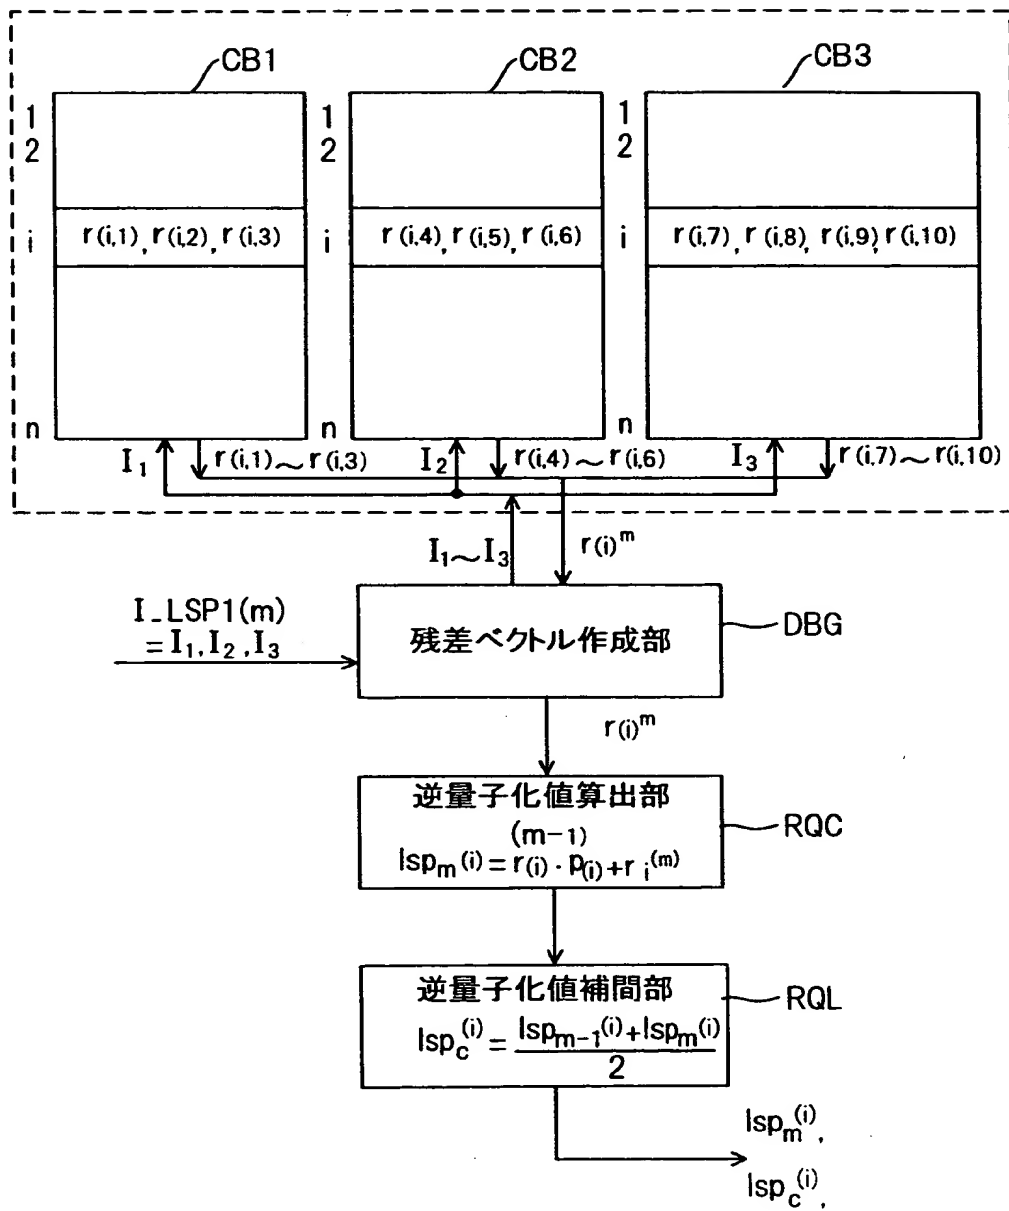 CB1 CB2 CB3
1 1 1
2 2 2
i r(i,1), r(i,2), r(i,3) i r(i,4), r(i,5), r(i,6) i r(i,7), r(i,8), r(i,9), r(i,10)
n n n
I₁ r(i,1)～r(i,3) I₂ r(i,4)～r(i,6) I₃ r(i,7)～r(i,10)
I₁～I₃ r(i)ᵐ
I_LSP1(m)
=I₁, I₂, I₃
残差ベクトル作成部 DBG
r(i)ᵐ
逆量子化値算出部 RQC
(m-1)
lspₘ(i) = r(i)・p(i)+rᵢ⁽ᵐ⁾
逆量子化値補間部 RQL
lsp_c(i) = (lspₘ₋₁(i)+lspₘ(i))/2
lspₘ(i),
lsp_c(i),